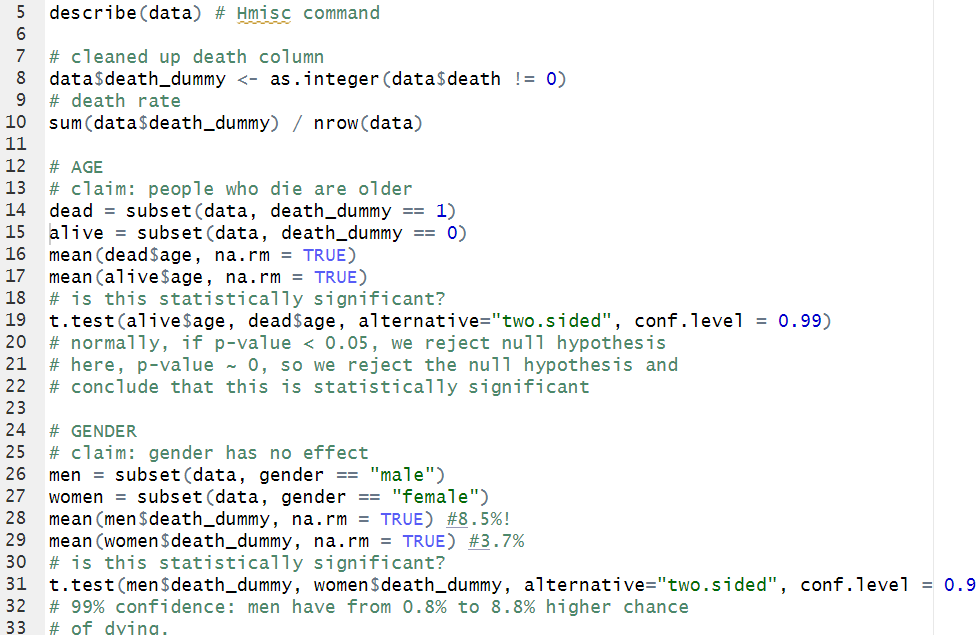 5 describe(data) # Hmisc command
6
7 # cleaned up death column
8 data$death_dummy <- as.integer(data$death != 0)
9 # death rate
10 sum(data$death_dummy) / nrow(data)
11
12 # AGE
13 # claim: people who die are older
14 dead = subset(data, death_dummy == 1)
15 alive = subset(data, death_dummy == 0)
16 mean(dead$age, na.rm = TRUE)
17 mean(alive$age, na.rm = TRUE)
18 # is this statistically significant?
19 t.test(alive$age, dead$age, alternative="two.sided", conf.level = 0.99)
20 # normally, if p-value < 0.05, we reject null hypothesis
21 # here, p-value ~ 0, so we reject the null hypothesis and
22 # conclude that this is statistically significant
23
24 # GENDER
25 # claim: gender has no effect
26 men = subset(data, gender == "male")
27 women = subset(data, gender == "female")
28 mean(men$death_dummy, na.rm = TRUE) #8.5%!
29 mean(women$death_dummy, na.rm = TRUE) #3.7%
30 # is this statistically significant?
31 t.test(men$death_dummy, women$death_dummy, alternative="two.sided", conf.level = 0.9
32 # 99% confidence: men have from 0.8% to 8.8% higher chance
33 # of dying.